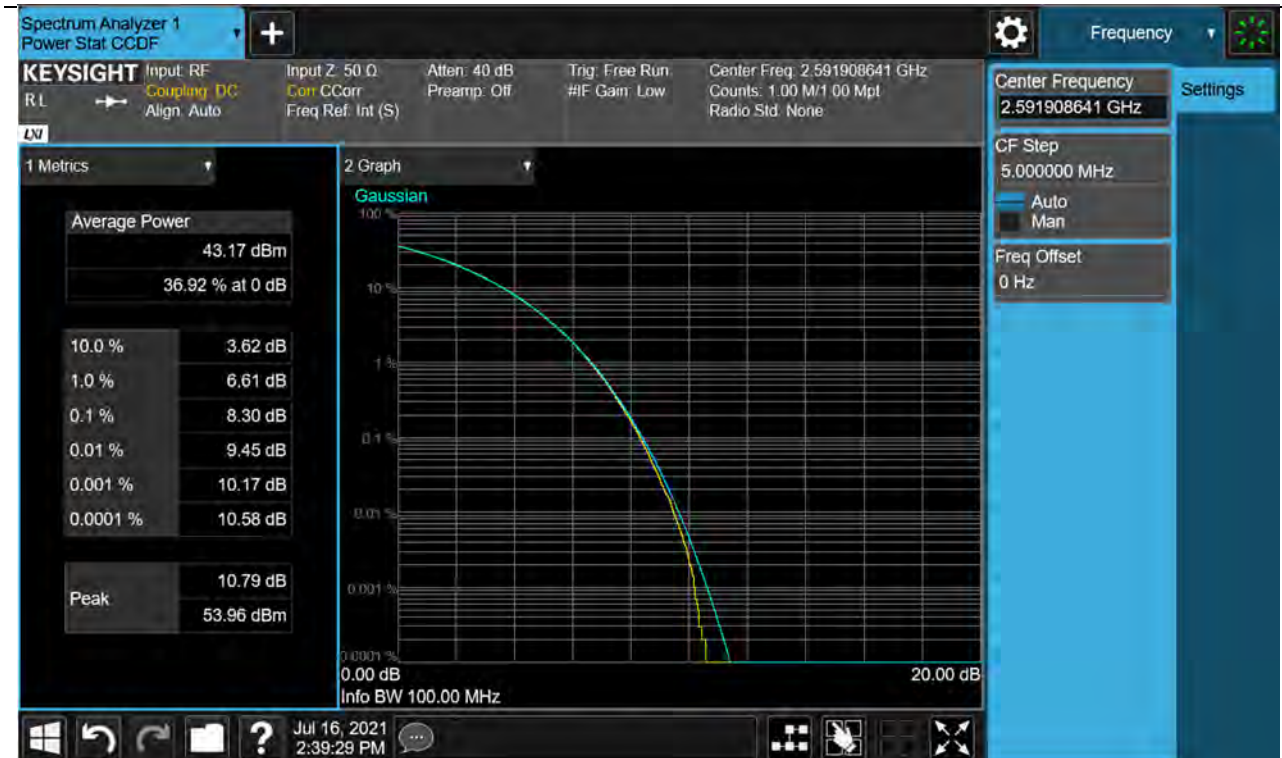 Spectrum Analyzer 1
Power Stat CCDF
+
Frequency
KEYSIGHT
Input: RF
Input Z: 50 Ω
Atten: 40 dB
Trig: Free Run
Center Freq: 2.591908641 GHz
R L
Coupling: DC
Corr CCorr
Preamp: Off
#IF Gain: Low
Counts: 1.00 M/1.00 Mpt
Align: Auto
Freq Ref: Int (S)
Radio Std: None
LXI
Center Frequency
2.591908641 GHz
Settings
CF Step
5.000000 MHz
Auto
Man
Freq Offset
0 Hz
1 Metrics
Average Power
43.17 dBm
36.92 % at 0 dB
10.0 % 3.62 dB
1.0 % 6.61 dB
0.1 % 8.30 dB
0.01 % 9.45 dB
0.001 % 10.17 dB
0.0001 % 10.58 dB
Peak
10.79 dB
53.96 dBm
2 Graph
Gaussian
100 %
10 %
1 %
0.1 %
0.01 %
0.001 %
0.0001 %
0.00 dB
20.00 dB
Info BW 100.00 MHz
?
Jul 16, 2021
2:39:29 PM